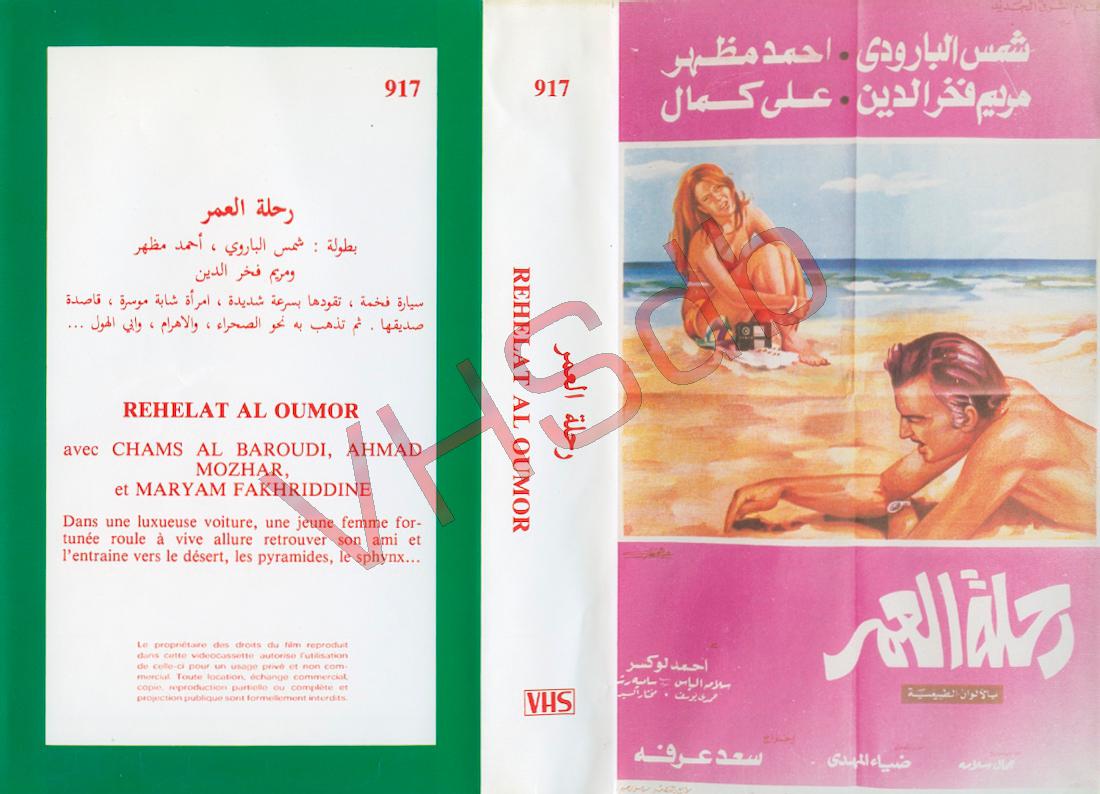 917
رحلة العمر
بطولة : شمس الباروي ، أحمد مظهر
ومريم فخر الدين
سيارة فخمة ، تقودها بسرعة شديدة ، امرأة شابة موسرة ، قاصدة
صديقها . ثم تذهب به نحو الصحراء ، والاهرام ، وابي الهول ...
REHELAT AL OUMOR
avec CHAMS AL BAROUDI, AHMAD
MOZHAR,
et MARYAM FAKHRIDDINE
Dans une luxueuse voiture, une jeune femme for-
tunée roule à vive allure retrouver son ami et
l'entraine vers le désert, les pyramides, le sphynx...
Le propriétaire des droits du film reproduit
dans cette videocassette autorise l'utilisation
de celle-ci pour un usage privé et non com-
mercial. Toute location, échange commercial,
copie, reproduction partielle ou complète et
projection publique sont formellement interdits.
917
رحلة العمر
REHELAT AL OUMOR
VHS
VHSdb
شمس البارودى • احمد مظهر
مريم فخر الدين • على كمال
رحلة العمر
بالألوان الطبيعية
احمد لوكسر
سلامه الياس
سعد عرفه
ضياء المهدى
جمال سلامه